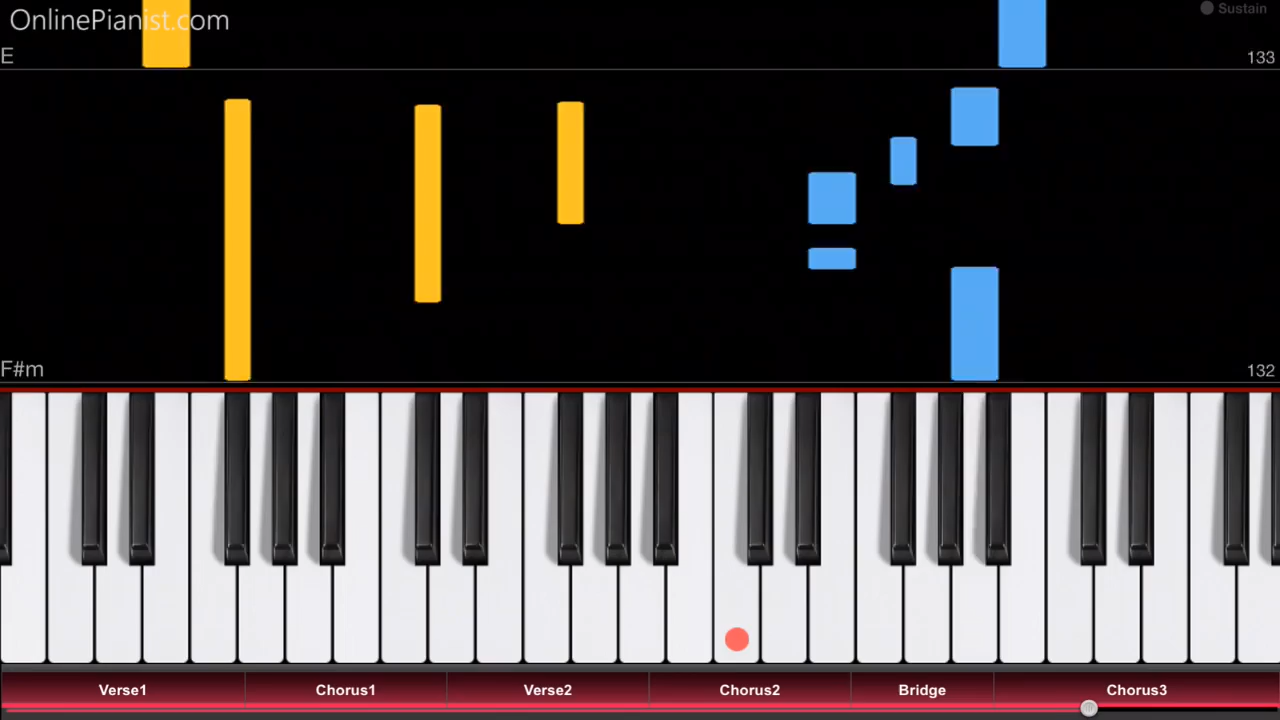 OnlinePianist.com
Sustain
E
133
F#m
132
Verse1 Chorus1 Verse2 Chorus2 Bridge Chorus3